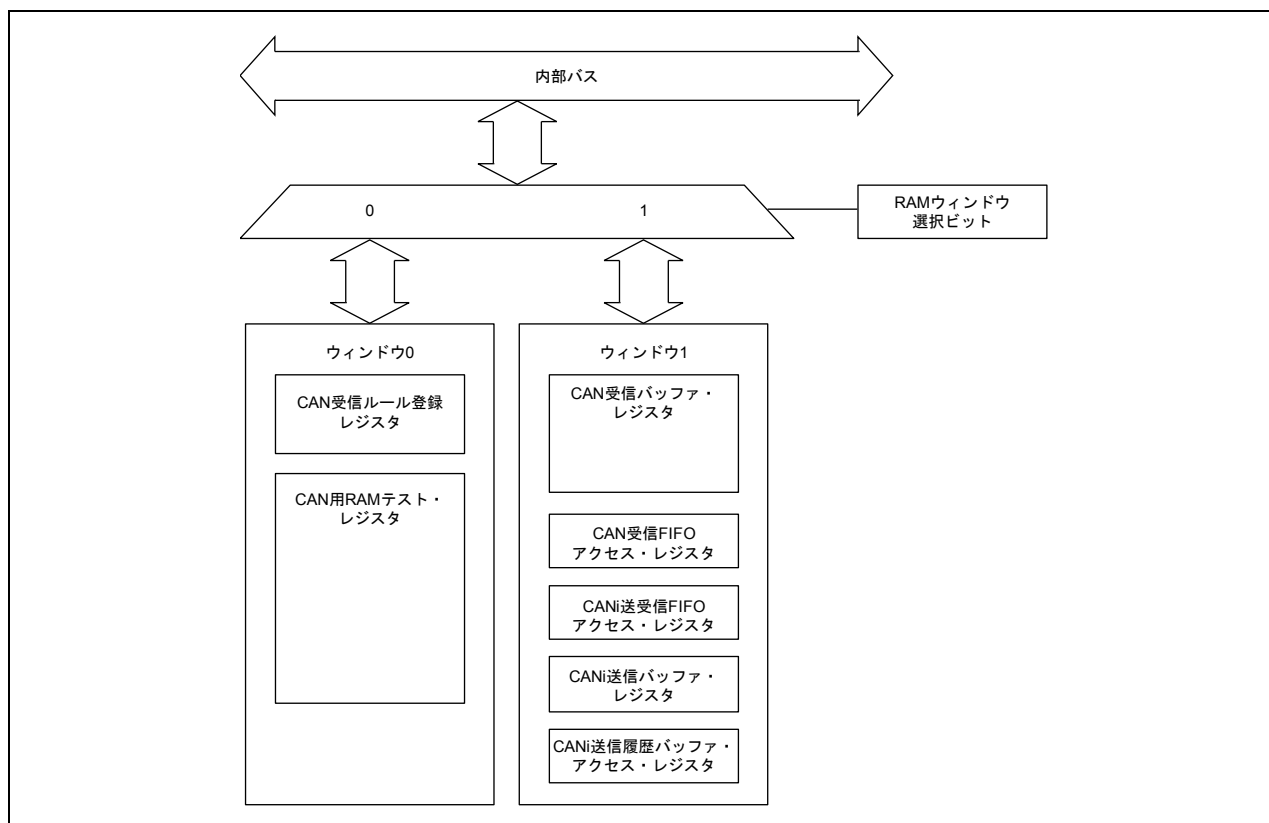 内部バス
0
1
RAMウィンドウ
選択ビット
ウィンドウ0
CAN受信ルール登録
レジスタ
CAN用RAMテスト・
レジスタ
ウィンドウ1
CAN受信バッファ・
レジスタ
CAN受信FIFO
アクセス・レジスタ
CANi送受信FIFO
アクセス・レジスタ
CANi送信バッファ・
レジスタ
CANi送信履歴バッファ・
アクセス・レジスタ